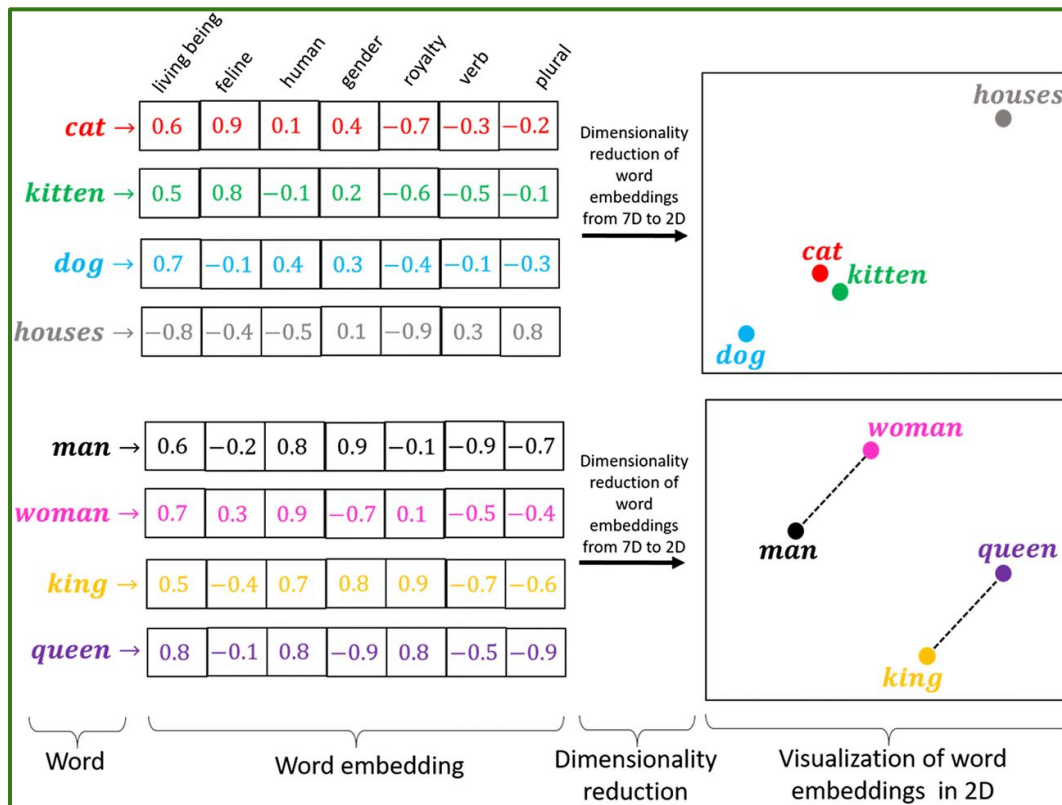 living being feline human gender royalty verb plural
cat → 0.6 0.9 0.1 0.4 −0.7 −0.3 −0.2
kitten → 0.5 0.8 −0.1 0.2 −0.6 −0.5 −0.1
dog → 0.7 −0.1 0.4 0.3 −0.4 −0.1 −0.3
houses → −0.8 −0.4 −0.5 0.1 −0.9 0.3 0.8
Dimensionality
reduction of
word
embeddings
from 7D to 2D
houses
cat
kitten
dog
man → 0.6 −0.2 0.8 0.9 −0.1 −0.9 −0.7
woman → 0.7 0.3 0.9 −0.7 0.1 −0.5 −0.4
king → 0.5 −0.4 0.7 0.8 0.9 −0.7 −0.6
queen → 0.8 −0.1 0.8 −0.9 0.8 −0.5 −0.9
Dimensionality
reduction of
word
embeddings
from 7D to 2D
woman
man
queen
king
Word
Word embedding
Dimensionality
reduction
Visualization of word
embeddings in 2D